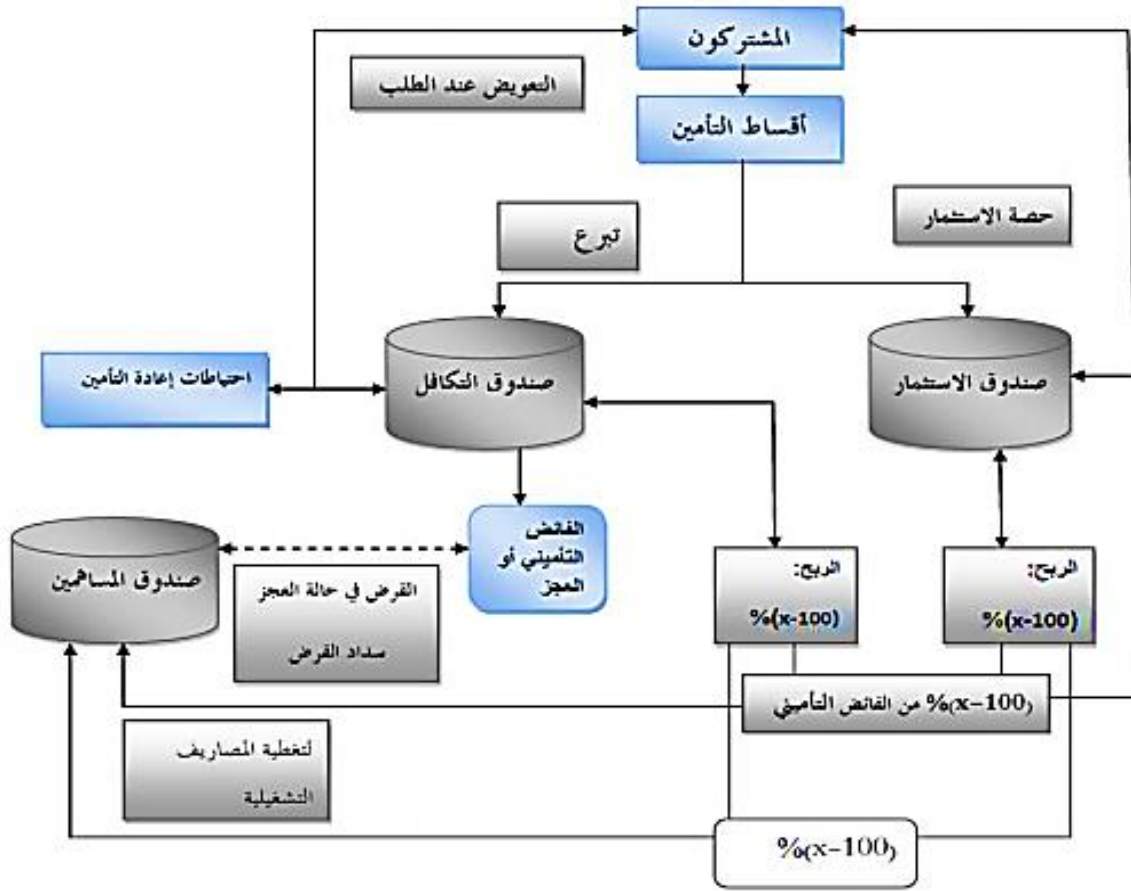 المشتركون
التعويض عند الطلب
أقساط التأمين
حصة الاستثمار
تبرع
احتياطات إعادة التأمين
صندوق التكافل
صندوق الاستثمار
الفائض
التأميني أو
العجز
صندوق المساهمين
القرض في حالة العجز
سداد القرض
الربح:
%(x-100)
الربح:
%(x-100)
%(x-100) من الفائض التأميني
لتغطية المصاريف
التشغيلية
%(x-100)